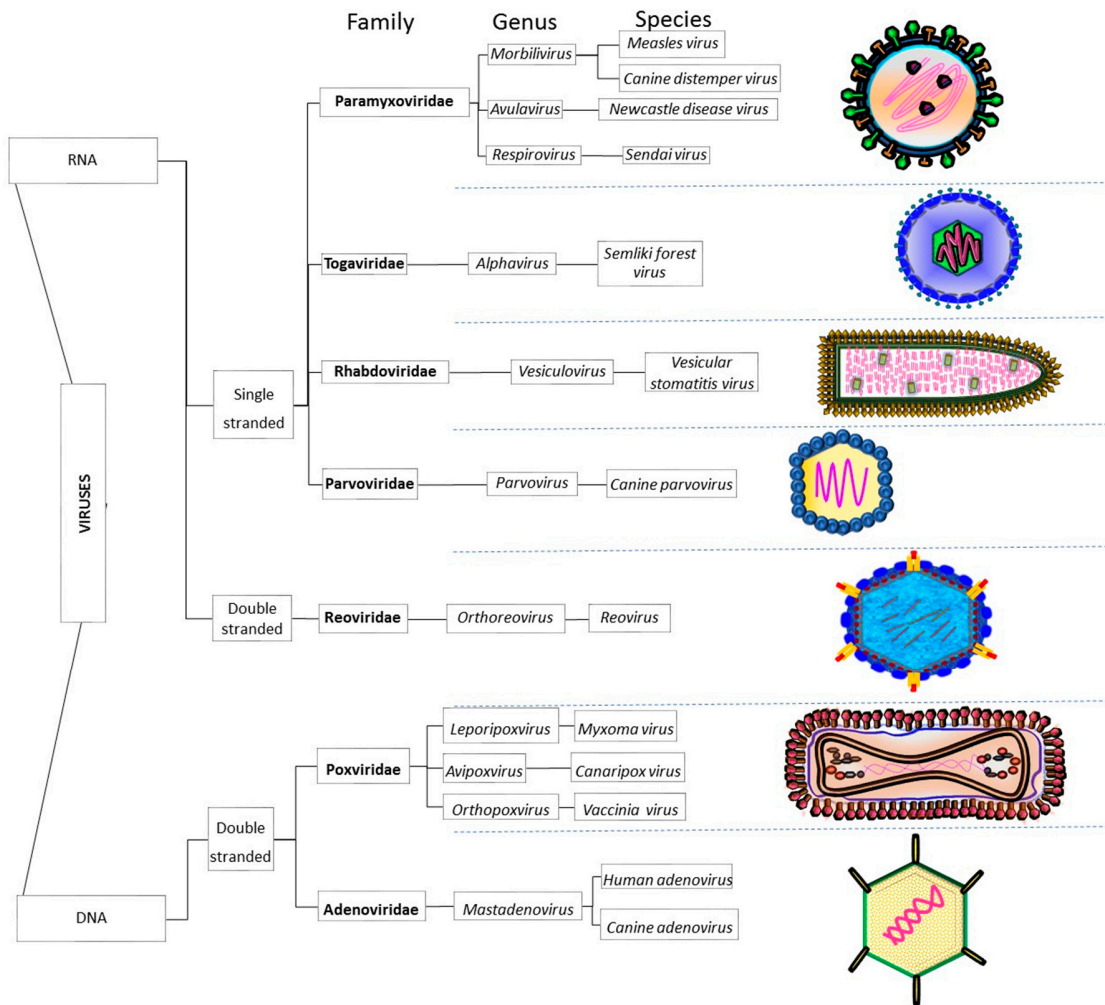 Family
Genus
Species
Morbilivirus
Measles virus
Canine distemper virus
Paramyxoviridae
Avulavirus
Newcastle disease virus
RNA
Respirovirus
Sendai virus
Togaviridae
Alphavirus
Semliki forest
virus
Rhabdoviridae
Vesiculovirus
Vesicular
stomatitis virus
Single
stranded
VIRUSES
Parvoviridae
Parvovirus
Canine parvovirus
Double
stranded
Reoviridae
Orthoreovirus
Reovirus
Leporipoxvirus
Myxoma virus
Poxviridae
Avipoxvirus
Canaripox virus
Orthopoxvirus
Vaccinia virus
Double
stranded
Human adenovirus
DNA
Adenoviridae
Mastadenovirus
Canine adenovirus